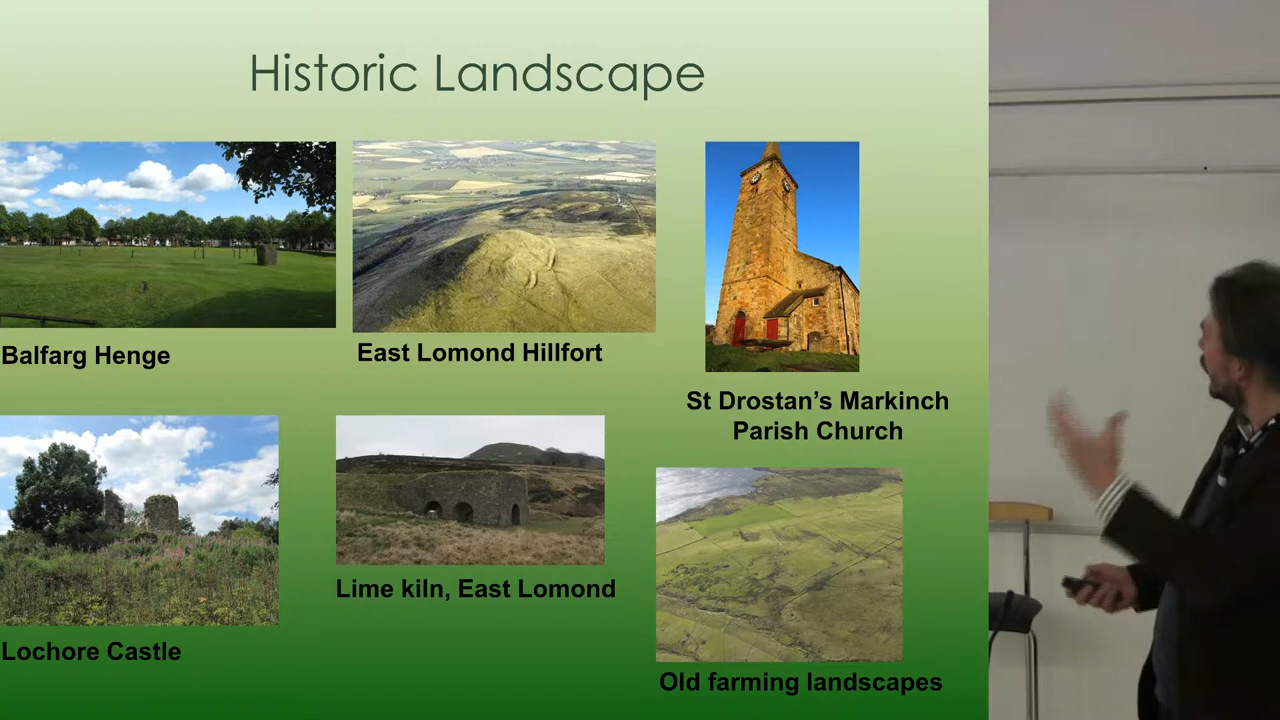 Historic Landscape
Balfarg Henge
East Lomond Hillfort
St Drostan's Markinch
Parish Church
Lochore Castle
Lime kiln, East Lomond
Old farming landscapes